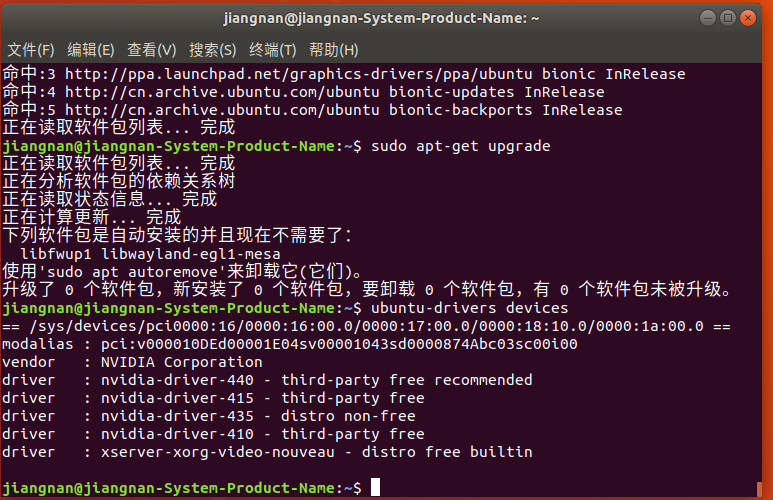 jiangnan@jiangnan-System-Product-Name: ~
文件(F) 编辑(E) 查看(V) 搜索(S) 终端(T) 帮助(H)
命中:3 http://ppa.launchpad.net/graphics-drivers/ppa/ubuntu bionic InRelease
命中:4 http://cn.archive.ubuntu.com/ubuntu bionic-updates InRelease
命中:5 http://cn.archive.ubuntu.com/ubuntu bionic-backports InRelease
正在读取软件包列表... 完成
jiangnan@jiangnan-System-Product-Name:~$ sudo apt-get upgrade
正在读取软件包列表... 完成
正在分析软件包的依赖关系树
正在读取状态信息... 完成
正在计算更新... 完成
下列软件包是自动安装的并且现在不需要了：
  libfwup1 libwayland-egl1-mesa
使用'sudo apt autoremove'来卸载它(它们)。
升级了 0 个软件包，新安装了 0 个软件包，要卸载 0 个软件包，有 0 个软件包未被升级。
jiangnan@jiangnan-System-Product-Name:~$ ubuntu-drivers devices
== /sys/devices/pci0000:16/0000:16:00.0/0000:17:00.0/0000:18:10.0/0000:1a:00.0 ==
modalias : pci:v000010DEd00001E04sv00001043sd0000874Abc03sc00i00
vendor   : NVIDIA Corporation
driver   : nvidia-driver-440 - third-party free recommended
driver   : nvidia-driver-415 - third-party free
driver   : nvidia-driver-435 - distro non-free
driver   : nvidia-driver-410 - third-party free
driver   : xserver-xorg-video-nouveau - distro free builtin
jiangnan@jiangnan-System-Product-Name:~$